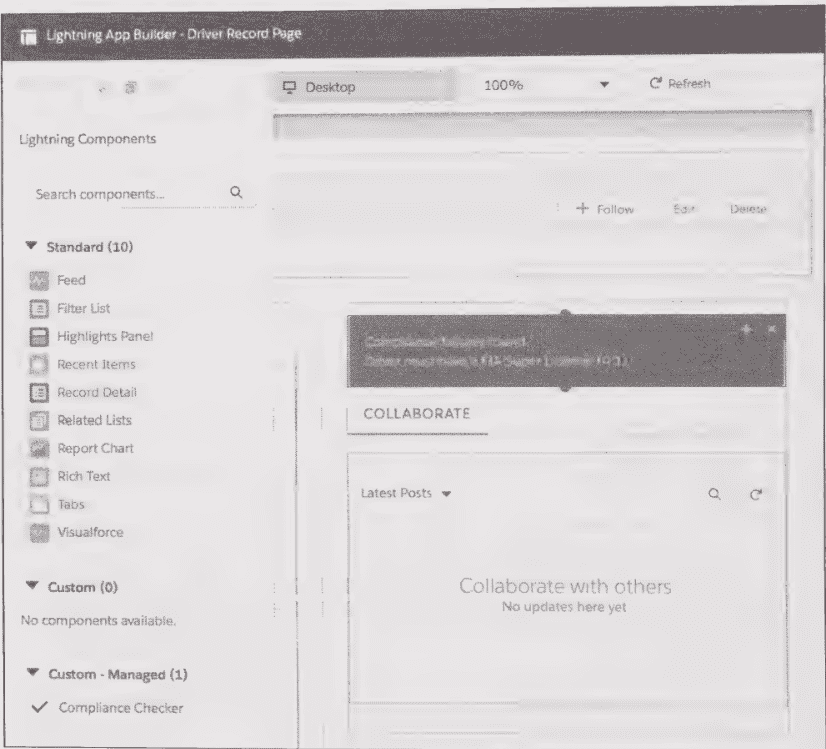 Lightning App Builder - Driver Record Page
Desktop
100%
Refresh
Lightning Components
Search components...
+ Follow
Edit
Delete
Standard (10)
Feed
Filter List
Highlights Panel
Recent Items
Record Detail
Related Lists
Report Chart
Rich Text
Tabs
Visualforce
Custom (0)
No components available.
Custom - Managed (1)
Compliance Checker
COLLABORATE
Latest Posts
Collaborate with others
No updates here yet